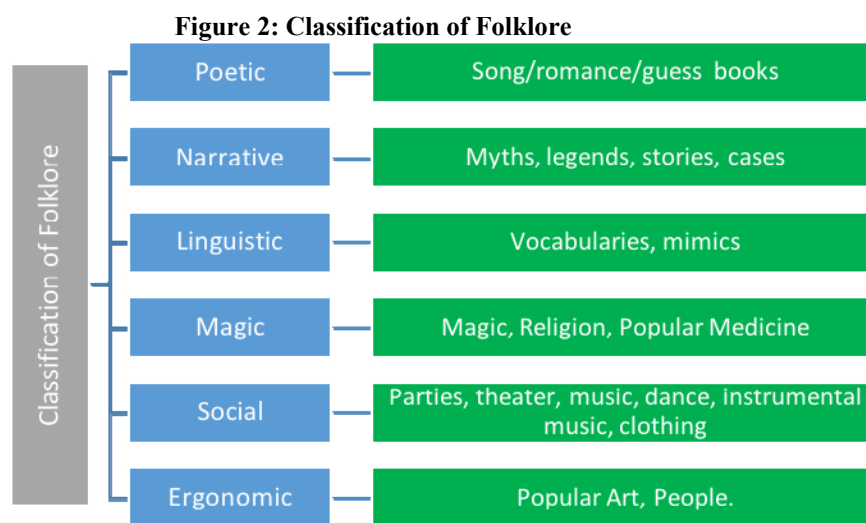 Figure 2: Classification of Folklore
Classification of Folklore
Poetic
Song/romance/guess books
Narrative
Myths, legends, stories, cases
Linguistic
Vocabularies, mimics
Magic
Magic, Religion, Popular Medicine
Social
Parties, theater, music, dance, instrumental
music, clothing
Ergonomic
Popular Art, People.